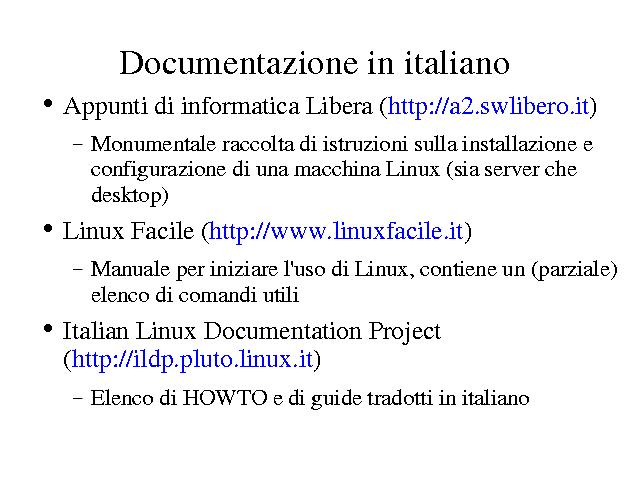 Documentazione in italiano
• Appunti di informatica Libera (http://a2.swlibero.it)
– Monumentale raccolta di istruzioni sulla installazione e
configurazione di una macchina Linux (sia server che
desktop)
• Linux Facile (http://www.linuxfacile.it)
– Manuale per iniziare l'uso di Linux, contiene un (parziale)
elenco di comandi utili
• Italian Linux Documentation Project
(http://ildp.pluto.linux.it)
– Elenco di HOWTO e di guide tradotti in italiano